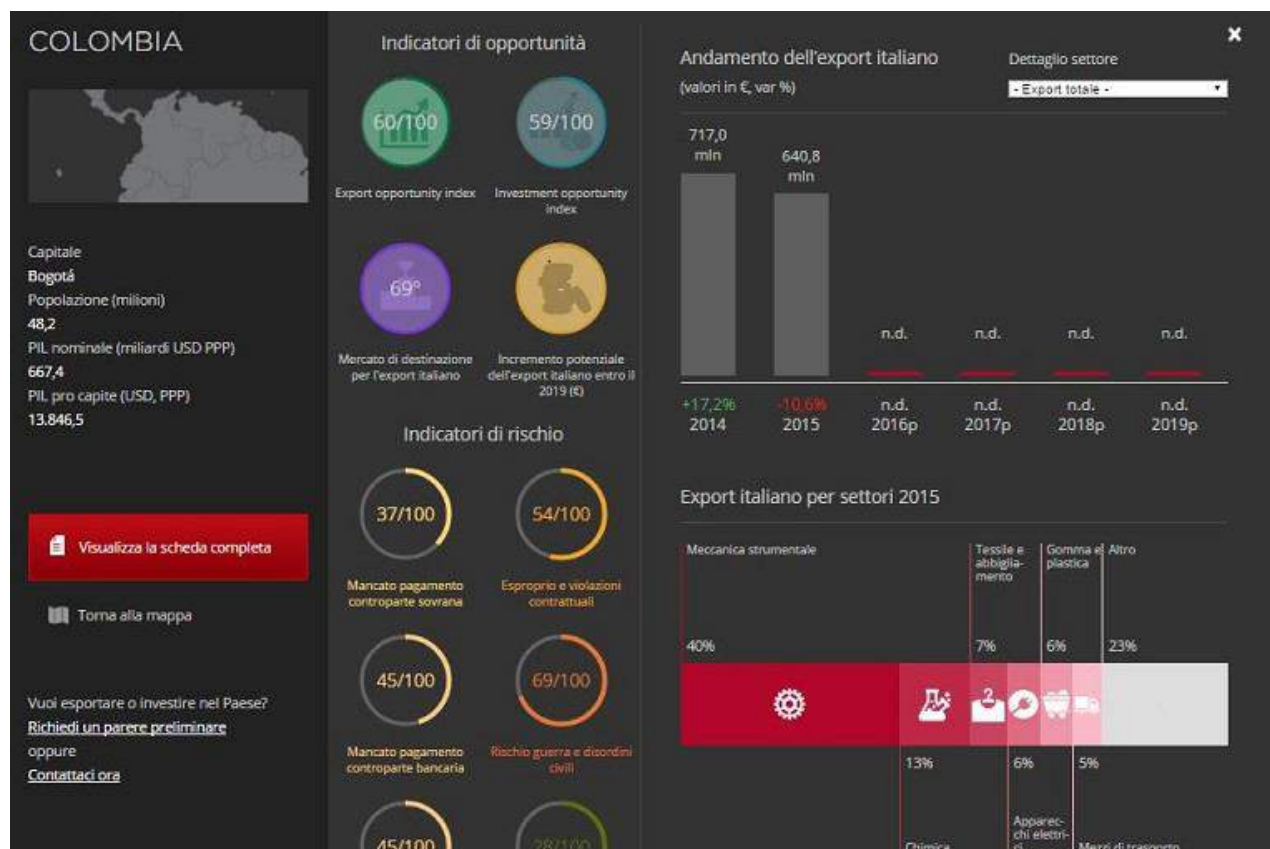 COLOMBIA
Capitale
Bogotá
Popolazione (milioni)
48,2
PIL nominale (miliardi USD PPP)
667,4
PIL pro capite (USD, PPP)
13.846,5
Visualizza la scheda completa
Torna alla mappa
Vuoi esportare o investire nel Paese?
Richiedi un parere preliminare
oppure
Contattaci ora
Indicatori di opportunità
60/100
59/100
Export opportunity index
Investment opportunity
index
69°
-
Mercato di destinazione
per l'export italiano
Incremento potenziale
dell'export italiano entro il
2019 (€)
Indicatori di rischio
37/100
54/100
Mancato pagamento
controparte sovrana
Esproprio e violazioni
contrattuali
45/100
69/100
Mancato pagamento
controparte bancaria
Rischio guerra e disordini
civili
45/100
28/100
Andamento dell'export italiano
(valori in €, var %)
Dettaglio settore
- Export totale -
717,0
mln
640,8
mln
n.d.
n.d.
n.d.
n.d.
+17,2%
-10,6%
n.d.
n.d.
n.d.
n.d.
2014
2015
2016p
2017p
2018p
2019p
Export italiano per settori 2015
Meccanica strumentale
Tessile e
abbiglia-
mento
Gomma e
plastica
Altro
40%
7%
6%
23%
2
13%
6%
5%
Chimica
Apparec-
chi elettri-
ci
Mezzi di trasporto